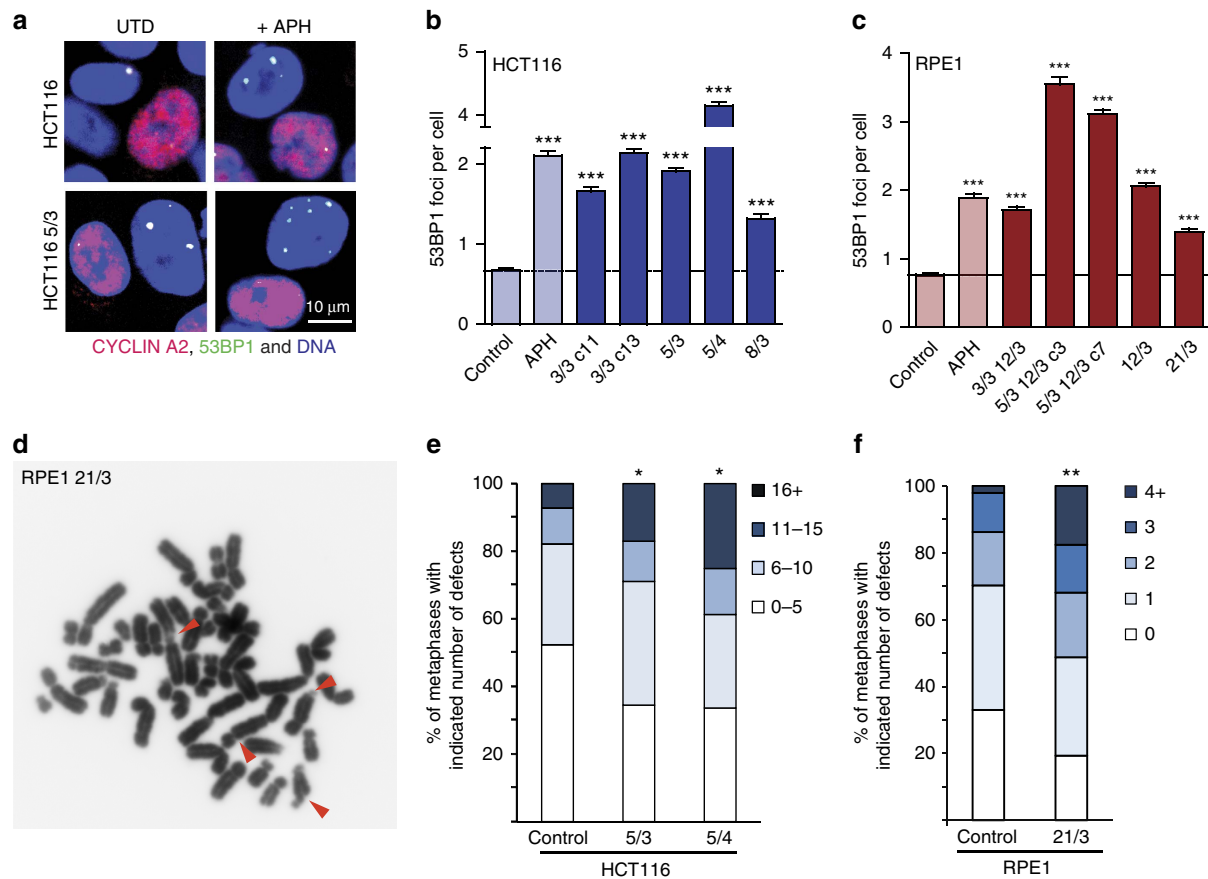 a
UTD
+ APH
HCT116
HCT116 5/3
10 μm
CYCLIN A2, 53BP1 and DNA
b
HCT116
53BP1 foci per cell
5
4
2
1
0
***
***
***
***
***
***
Control
APH
3/3 c11
3/3 c13
5/3
5/4
8/3
c
RPE1
53BP1 foci per cell
4
3
2
1
0
***
***
***
***
***
***
Control
APH
3/3 12/3
5/3 12/3 c3
5/3 12/3 c7
12/3
21/3
d
RPE1 21/3
e
% of metaphases with
indicated number of defects
100
80
60
40
20
*
*
16+
11–15
6–10
0–5
Control
5/3
5/4
HCT116
f
% of metaphases with
indicated number of defects
100
80
60
40
20
**
4+
3
2
1
0
Control
21/3
RPE1